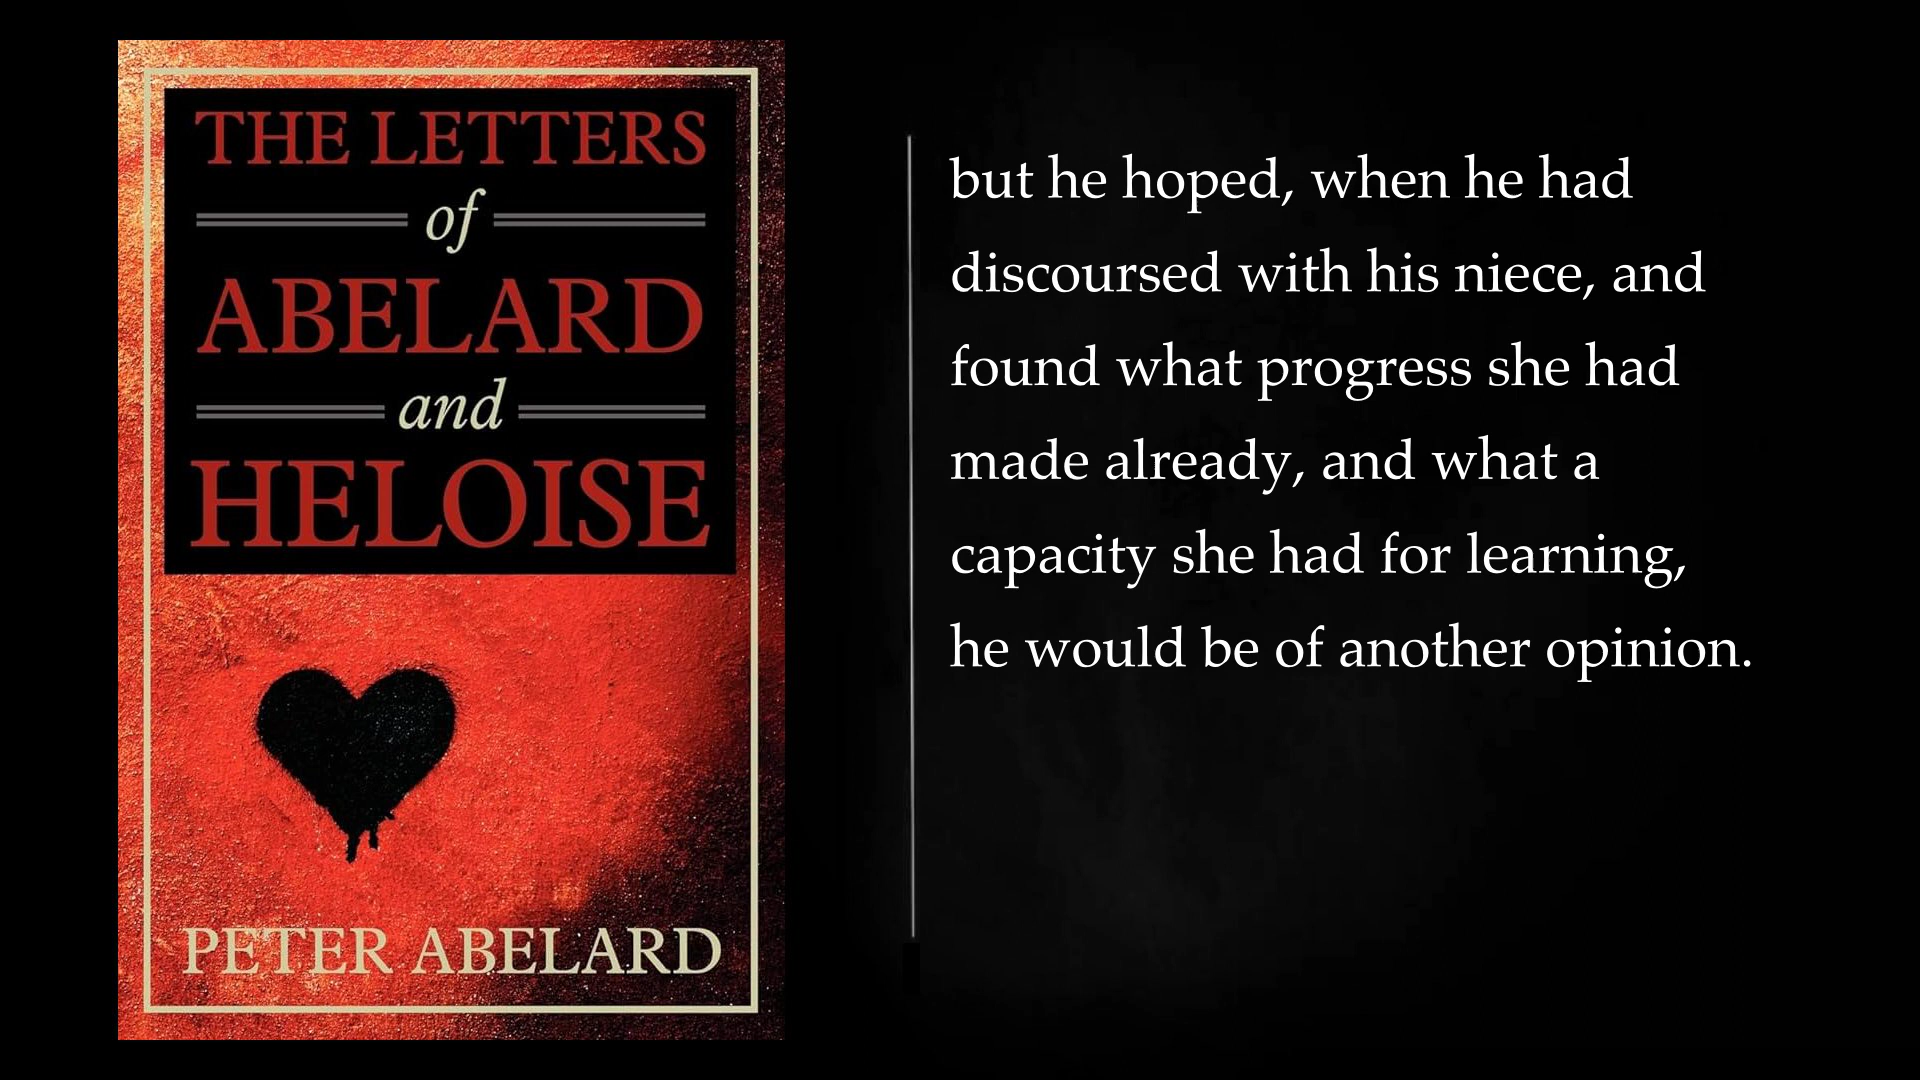 THE LETTERS
of
ABELARD
and
HELOISE
PETER ABELARD
but he hoped, when he had
discoursed with his niece, and
found what progress she had
made already, and what a
capacity she had for learning,
he would be of another opinion.